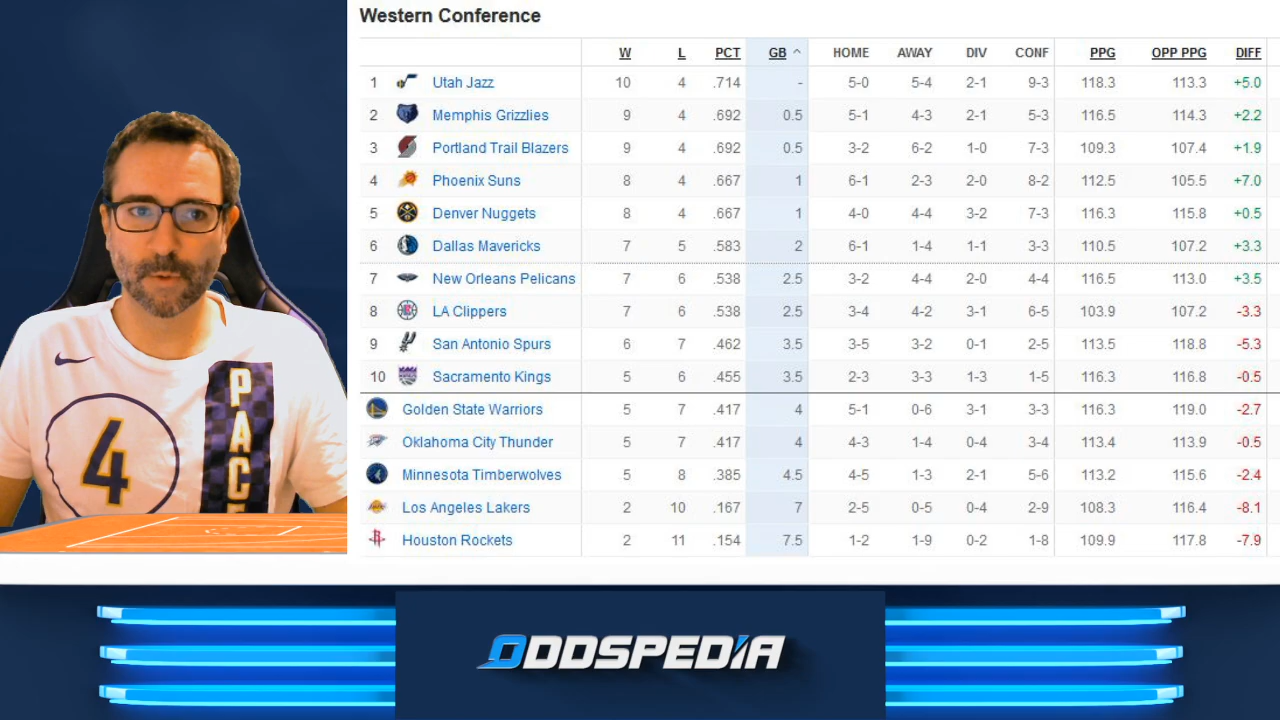 Western Conference
W L PCT GB ^ HOME AWAY DIV CONF PPG OPP PPG DIFF
1 Utah Jazz 10 4 .714 - 5-0 5-4 2-1 9-3 118.3 113.3 +5.0
2 Memphis Grizzlies 9 4 .692 0.5 5-1 4-3 2-1 5-3 116.5 114.3 +2.2
3 Portland Trail Blazers 9 4 .692 0.5 3-2 6-2 1-0 7-3 109.3 107.4 +1.9
4 Phoenix Suns 8 4 .667 1 6-1 2-3 2-0 8-2 112.5 105.5 +7.0
5 Denver Nuggets 8 4 .667 1 4-0 4-4 3-2 7-3 116.3 115.8 +0.5
6 Dallas Mavericks 7 5 .583 2 6-1 1-4 1-1 3-3 110.5 107.2 +3.3
7 New Orleans Pelicans 7 6 .538 2.5 3-2 4-4 2-0 4-4 116.5 113.0 +3.5
8 LA Clippers 7 6 .538 2.5 3-4 4-2 3-1 6-5 103.9 107.2 -3.3
9 San Antonio Spurs 6 7 .462 3.5 3-5 3-2 0-1 2-5 113.5 118.8 -5.3
10 Sacramento Kings 5 6 .455 3.5 2-3 3-3 1-3 1-5 116.3 116.8 -0.5
Golden State Warriors 5 7 .417 4 5-1 0-6 3-1 3-3 116.3 119.0 -2.7
Oklahoma City Thunder 5 7 .417 4 4-3 1-4 0-4 3-4 113.4 113.9 -0.5
Minnesota Timberwolves 5 8 .385 4.5 4-5 1-3 2-1 5-6 113.2 115.6 -2.4
Los Angeles Lakers 2 10 .167 7 2-5 0-5 0-4 2-9 108.3 116.4 -8.1
Houston Rockets 2 11 .154 7.5 1-2 1-9 0-2 1-8 109.9 117.8 -7.9
4
PACE
ODDSPEDIA